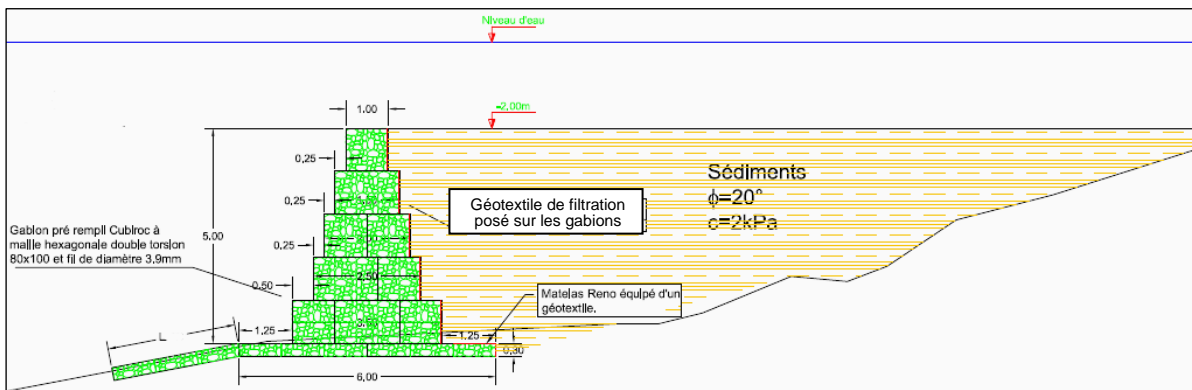 Niveau d'eau
1.00
-2,00m
0,25
Sédiments
ϕ=20°
c=2kPa
0,25
1.50
Géotextile de filtration
posé sur les gabions
5,00
Gabion pré rempli Cubiroc à
maille hexagonale double torsion
80x100 et fil de diamètre 3,9mm
0,25
2,50
0,50
Matelas Reno équipé d'un
géotextile.
3,50
L
1,25
1,25
0,30
6,00